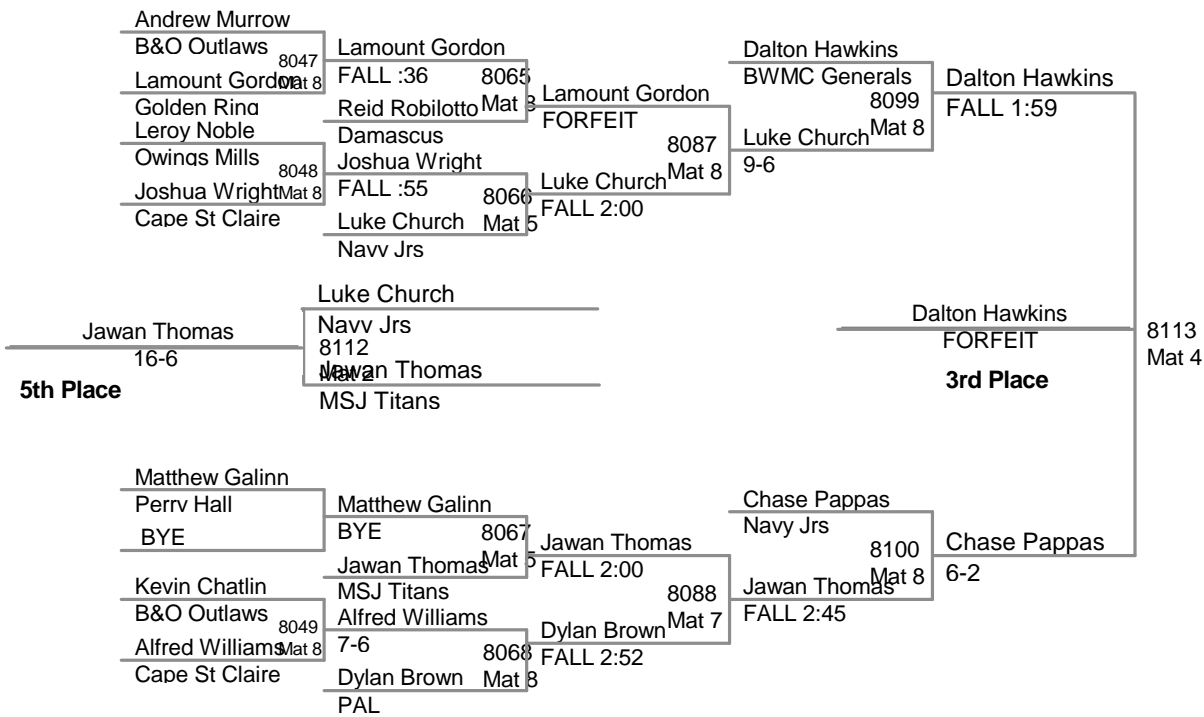 Andrew Murrow
B&O Outlaws
8047
Mat 8
Lamount Gordon
Golden Ring
Leroy Noble
Owings Mills
8048
Mat 8
Joshua Wright
Cape St Claire
Lamount Gordon
FALL :36
8065
Mat 8
Reid Robilotto
Damascus
Joshua Wright
FALL :55
8066
Mat 5
Luke Church
Navy Jrs
Lamount Gordon
FORFEIT
8087
Mat 8
Luke Church
FALL 2:00
Dalton Hawkins
BWMC Generals
8099
Mat 8
Luke Church
9-6
Dalton Hawkins
FALL 1:59
Luke Church
Navy Jrs
8112
Mat 2
Jawan Thomas
MSJ Titans
Jawan Thomas
16-6
5th Place
Dalton Hawkins
FORFEIT
3rd Place
8113
Mat 4
Matthew Galinn
Perry Hall
BYE
Kevin Chatlin
B&O Outlaws
8049
Mat 8
Alfred Williams
Cape St Claire
Matthew Galinn
BYE
8067
Mat 5
Jawan Thomas
MSJ Titans
Alfred Williams
7-6
8068
Mat 8
Dylan Brown
PAL
Jawan Thomas
FALL 2:00
8088
Mat 7
Dylan Brown
FALL 2:52
Chase Pappas
Navy Jrs
8100
Mat 8
Jawan Thomas
FALL 2:45
Chase Pappas
6-2